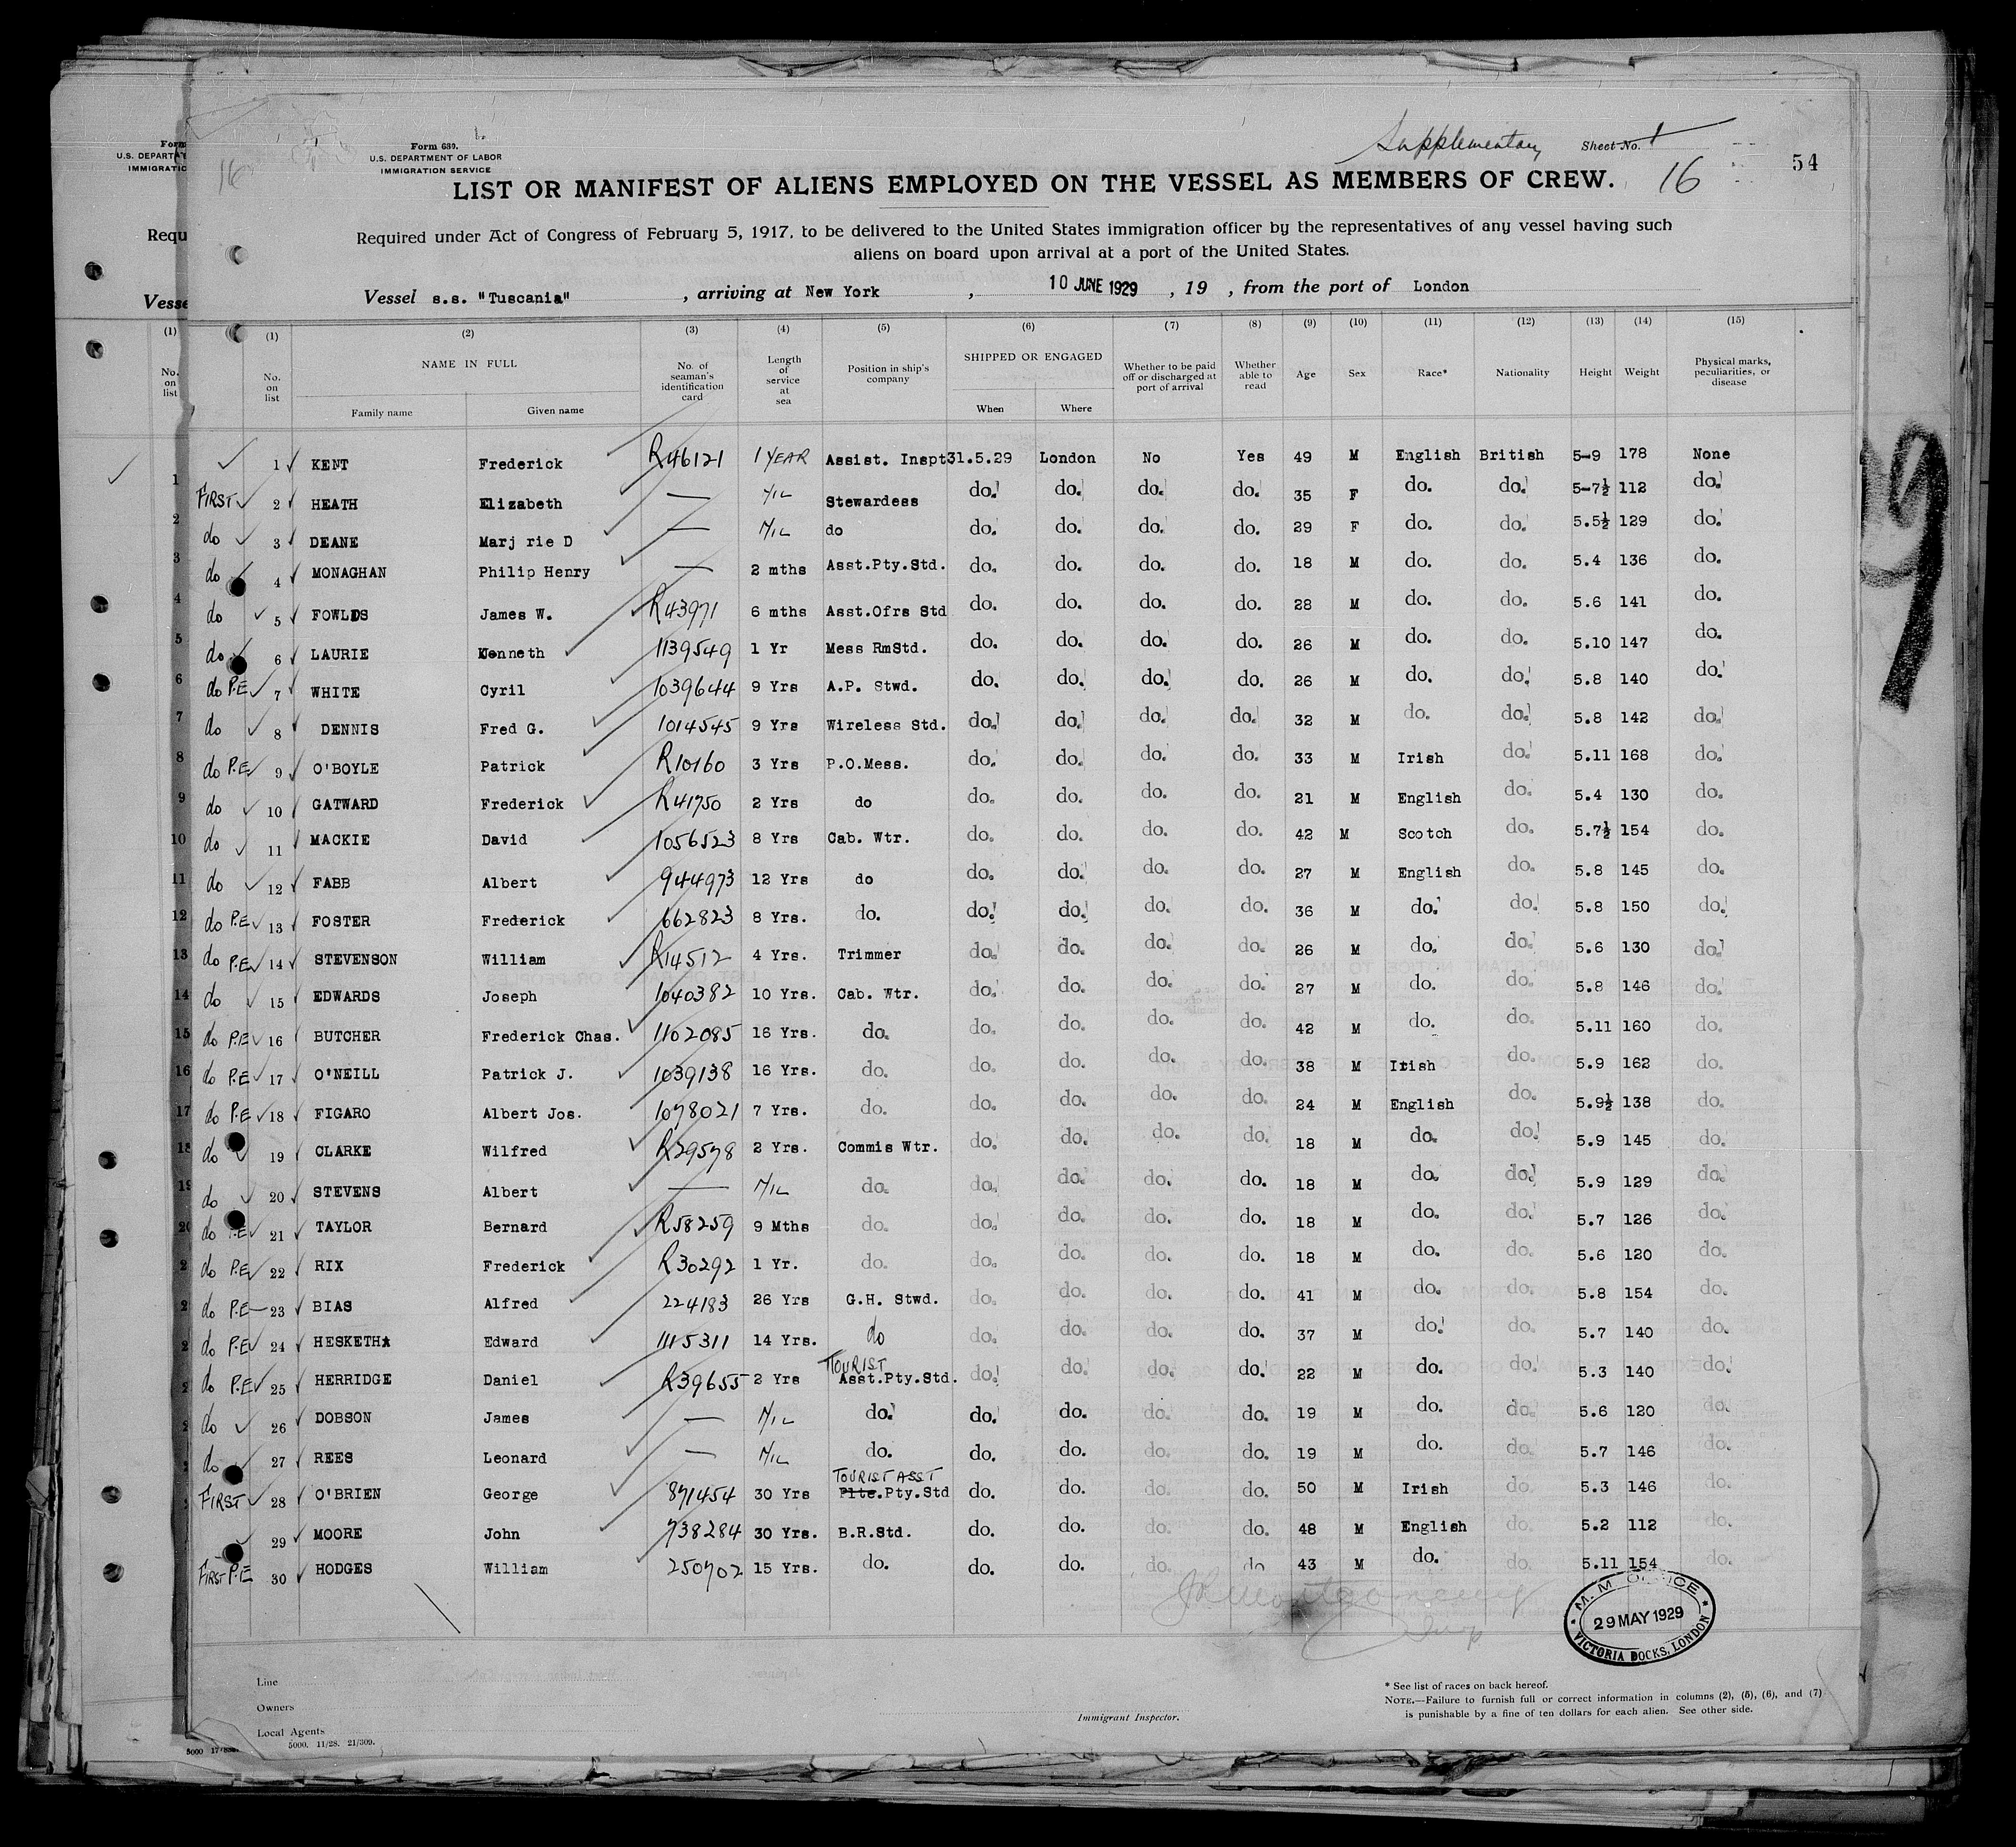 Form
U.S. DEPART
IMMIGRATIO
Requ
Vesse
Form 689.
U.S. DEPARTMENT OF LABOR
IMMIGRATION SERVICE
16
Supplementary Sheet No. 1
16
54
LIST OR MANIFEST OF ALIENS EMPLOYED ON THE VESSEL AS MEMBERS OF CREW.
Required under Act of Congress of February 5, 1917, to be delivered to the United States immigration officer by the representatives of any vessel having such
aliens on board upon arrival at a port of the United States.
Vessel s.s. "Tuscania", arriving at New York, 10 JUNE 1929, 19 , from the port of London
(1) (1) (2) (3) (4) (5) (6) (7) (8) (9) (10) (11) (12) (13) (14) (15)
No. on list No. on list NAME IN FULL Family name Given name No. of seaman's identification card Length of service at sea Position in ship's company SHIPPED OR ENGAGED When Where Whether to be paid off or discharged at port of arrival Whether able to read Age Sex Race* Nationality Height Weight Physical marks, peculiarities, or disease
1 KENT Frederick R46121 1 YEAR Assist. Inspt 31.5.29 London No Yes 49 M English British 5-9 178 None
FIRST 2 HEATH Elizabeth — NIL Stewardess do. do. do. do. 35 F do. do. 5-7½ 112 do.
do 3 DEANE Marj rie D — NIL do do. do. do. do. 29 F do. do. 5.5½ 129 do.
do 4 MONAGHAN Philip Henry — 2 mths Asst.Pty.Std. do. do. do. do. 18 M do. do. 5.4 136 do.
do 5 FOWLDS James W. R43971 6 mths Asst.Ofrs Std do. do. do. do. 28 M do. do. 5.6 141 do.
do 6 LAURIE Kenneth 1139549 1 Yr Mess RmStd. do. do. do. do. 26 M do. do. 5.10 147 do.
do P.E 7 WHITE Cyril 1039644 9 Yrs A.P. Stwd. do. do. do. do. 26 M do. do. 5.8 140 do.
do 8 DENNIS Fred G. 1014545 9 Yrs Wireless Std. do. do. do. do. 32 M do. do. 5.8 142 do.
do P.E 9 O'BOYLE Patrick R10160 3 Yrs P.O.Mess. do. do. do. do. 33 M Irish do. 5.11 168 do.
do 10 GATWARD Frederick R41750 2 Yrs do do. do. do. do. 21 M English do. 5.4 130 do.
do 11 MACKIE David 1056523 8 Yrs Cab. Wtr. do. do. do. do. 42 M Scotch do. 5.7½ 154 do.
do 12 FABB Albert 944973 12 Yrs do do. do. do. do. 27 M English do. 5.8 145 do.
do P.E 13 FOSTER Frederick 662823 8 Yrs. do. do. do. do. do. 36 M do. do. 5.8 150 do.
do P.E 14 STEVENSON William R14512 4 Yrs. Trimmer do. do. do. do. 26 M do. do. 5.6 130 do.
do 15 EDWARDS Joseph 1040382 10 Yrs. Cab. Wtr. do. do. do. do. 27 M do. do. 5.8 146 do.
do P.E 16 BUTCHER Frederick Chas. 1102085 16 Yrs. do. do. do. do. do. 42 M do. do. 5.11 160 do.
do P.E 17 O'NEILL Patrick J. 1039138 16 Yrs. do. do. do. do. do. 38 M Irish do. 5.9 162 do.
do P.E 18 FIGARO Albert Jos. 1078021 7 Yrs. do. do. do. do. do. 24 M English do. 5.9½ 138 do.
do 19 CLARKE Wilfred R29578 2 Yrs. Commis Wtr. do. do. do. do. 18 M do. do. 5.9 145 do.
do 20 STEVENS Albert — NIL do. do. do. do. do. 18 M do. do. 5.9 129 do.
do P.E 21 TAYLOR Bernard R58259 9 Mths do. do. do. do. do. 18 M do. do. 5.7 126 do.
do P.E 22 RIX Frederick R30292 1 Yr. do. do. do. do. do. 18 M do. do. 5.6 120 do.
do P.E 23 BIAS Alfred 224183 26 Yrs G.H. Stwd. do. do. do. do. 41 M do. do. 5.8 154 do.
do P.E 24 HESKETH Edward 1115311 14 Yrs. do do. do. do. do. 37 M do. do. 5.7 140 do.
do P.E 25 HERRIDGE Daniel R39655 2 Yrs TOURIST Asst.Pty.Std. do. do. do. do. 22 M do. do. 5.3 140 do.
do 26 DOBSON James — NIL do. do. do. do. do. 19 M do. do. 5.6 120 do.
do 27 REES Leonard — NIL do. do. do. do. do. 19 M do. do. 5.7 146 do.
FIRST 28 O'BRIEN George 871454 30 Yrs TOURIST ASST Plte.Pty.Std do. do. do. do. 50 M Irish do. 5.3 146 do.
29 MOORE John 738284 30 Yrs. B.R.Std. do. do. do. do. 48 M English do. 5.2 112 do.
FIRST P.E 30 HODGES William 250702 15 Yrs. do. do. do. do. do 43 M do. do. 5.11 154 do.
M. M. OFFICE
29 MAY 1929
VICTORIA DOCKS, LONDON
Line
Owners
Local Agents
5000. 11/28. 21/309.
Immigrant Inspector.
* See list of races on back hereof.
NOTE.—Failure to furnish full or correct information in columns (2), (5), (6), and (7)
is punishable by a fine of ten dollars for each alien. See other side.